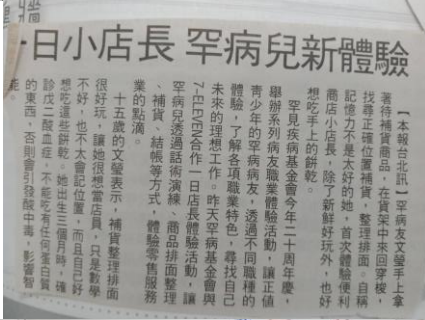 一日小店長 罕病兒新體驗
【本報台北訊】罕病友文瑩手上拿
著待補貨商品，在貨架中來回穿梭，
找尋正確位置補貨，整理排面。自稱
記憶力不是太好的她，首次體驗便利
商店小店長，除了新鮮好玩外，也好
想吃手上的餅乾。
罕見疾病基金會今年二十周年慶，
舉辦系列病友職業體驗活動，讓正值
青少年的罕病病友，透過不同職種的
體驗，了解各項職業特色，尋找自己
未來的理想工作。昨天罕病基金會與
7-ELEVEN合作一日店長體驗活動，讓
罕病兒透過話術演練、商品排面整理
、補貨、結帳等方式，體驗零售服務
業的點滴。
十五歲的文瑩表示，補貨整理排面
很好玩，讓她很想當店員，只是數學
不好，也不太會記位置，而且自己好
想吃這些餅乾。她出生三個月時，確
診戊二酸血症，不能吃有任何蛋白質
的東西，否則會引發酸中毒，影響智
能。